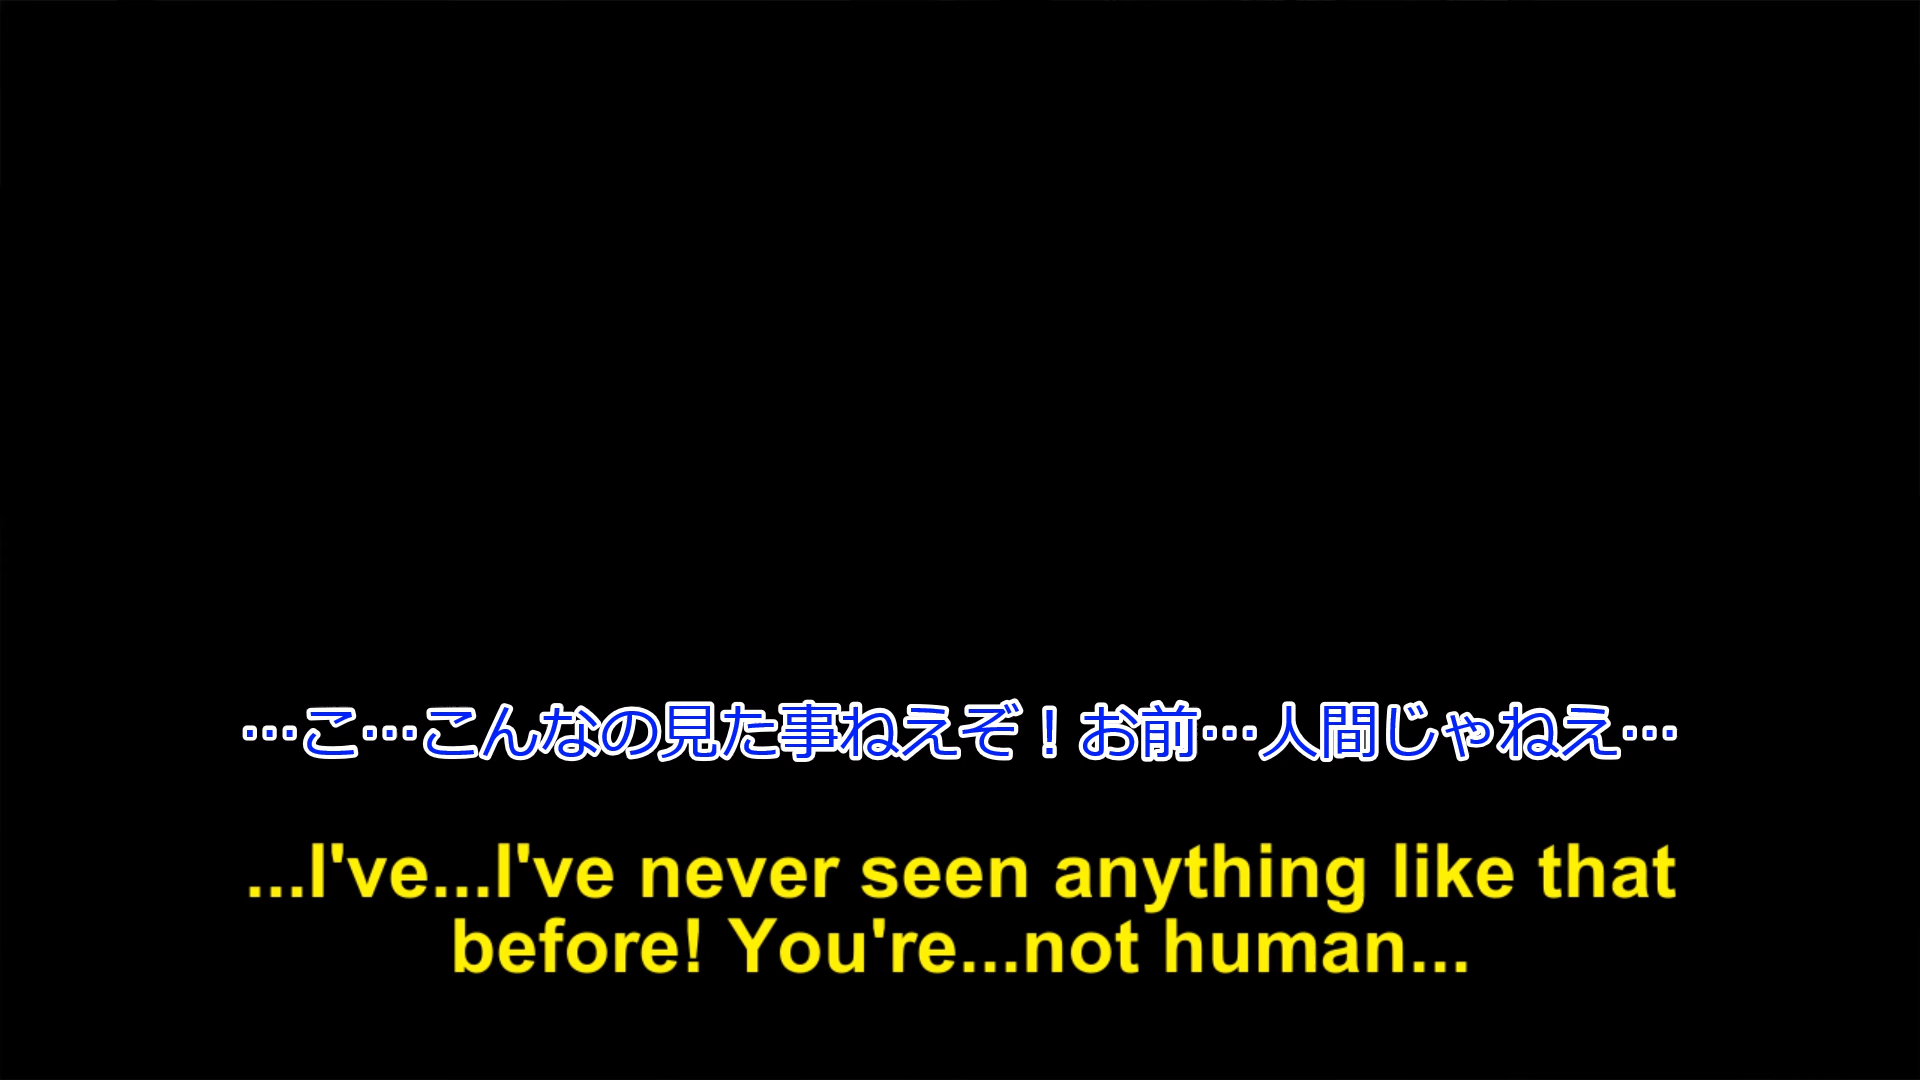 …こ…こんなの見た事ねえぞ！お前…人間じゃねえ…
...I've...I've never seen anything like that
before! You're...not human...